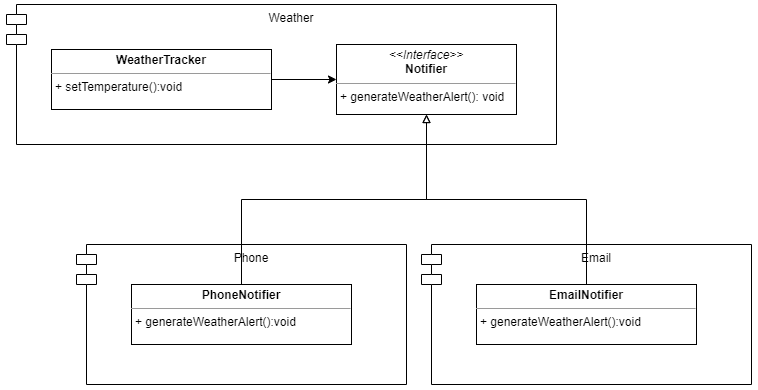 Weather
WeatherTracker
+ setTemperature():void
<<Interface>>
Notifier
+ generateWeatherAlert(): void
Phone
PhoneNotifier
+ generateWeatherAlert():void
Email
EmailNotifier
+ generateWeatherAlert():void